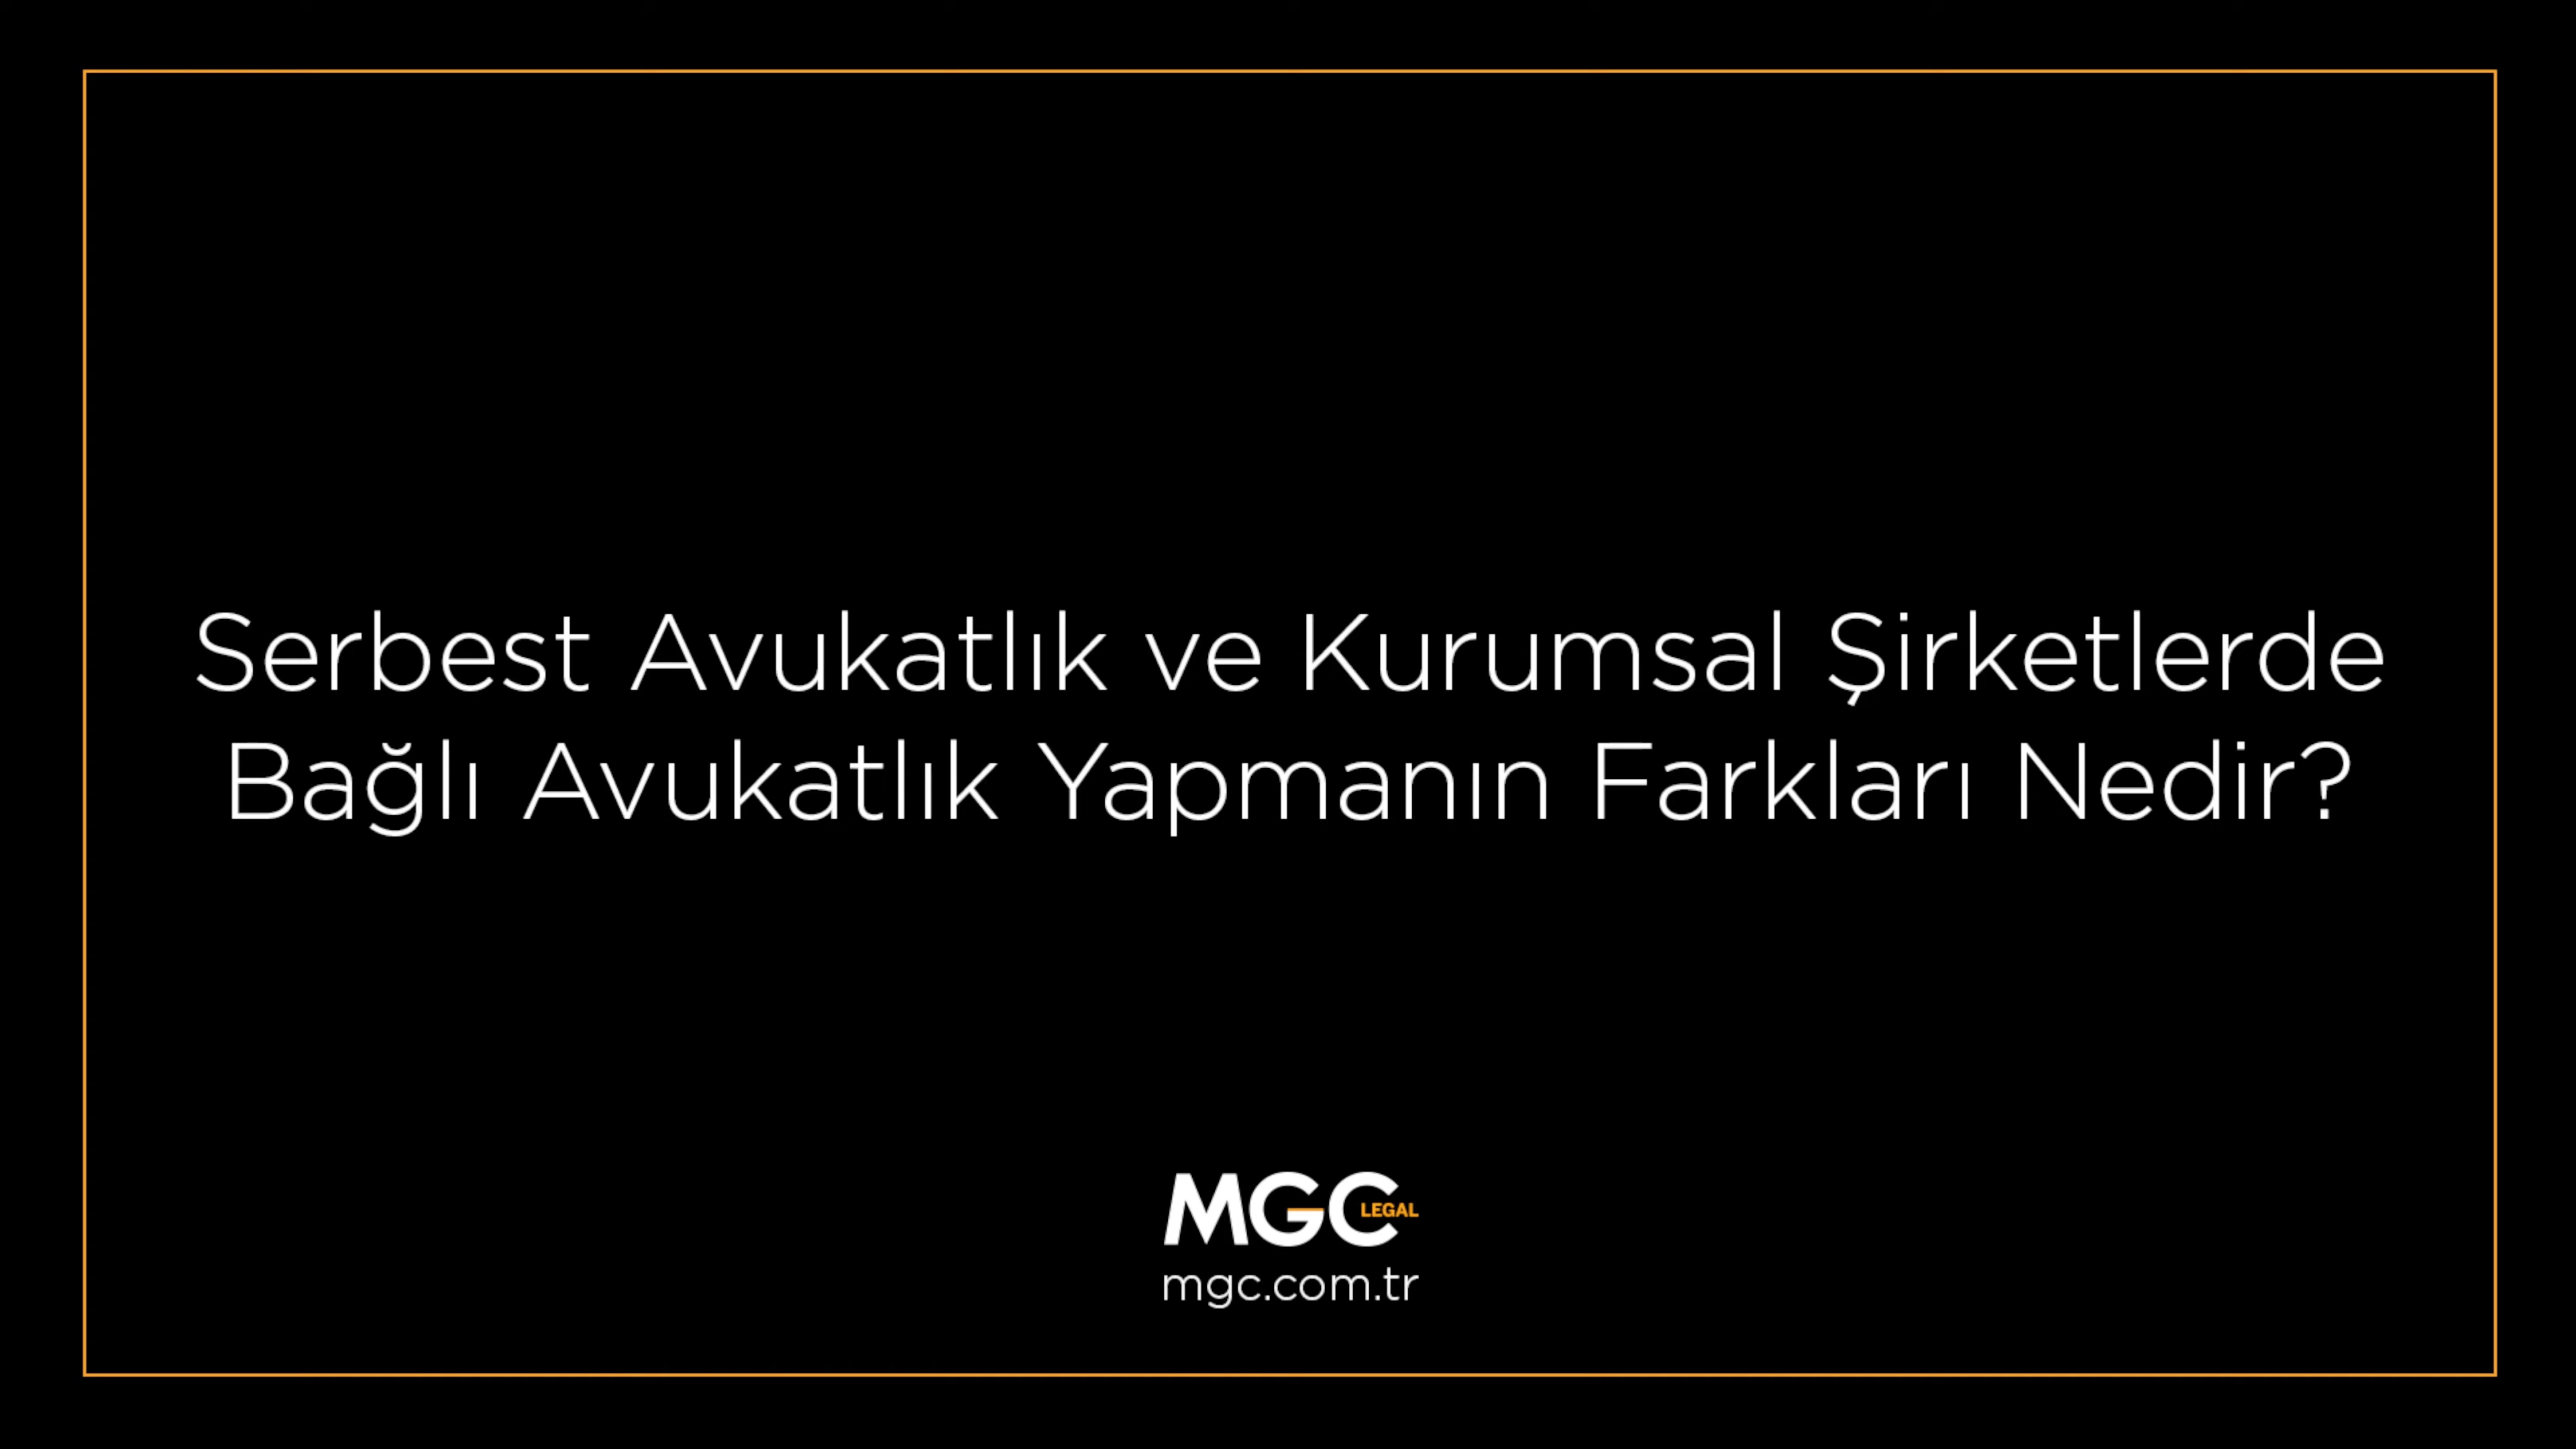 Serbest Avukatlık ve Kurumsal Şirketlerde
Bağlı Avukatlık Yapmanın Farkları Nedir?
MGC LEGAL
mgc.com.tr